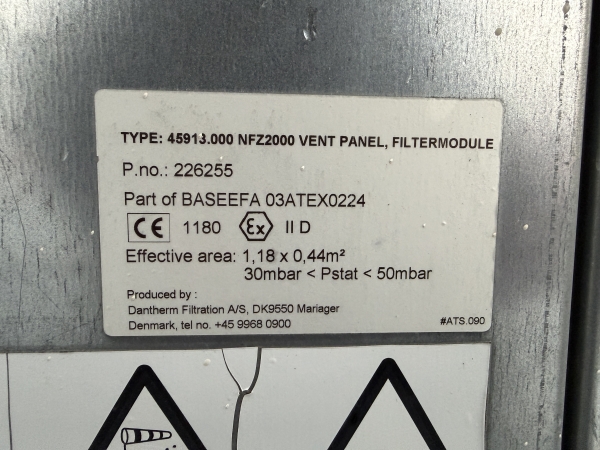 TYPE: 45913.000 NFZ2000 VENT PANEL, FILTERMODULE
P.no.: 226255
Part of BASEEFA 03ATEX0224
CE 1180 Ex II D
Effective area: 1,18 x 0,44m²
30mbar < Pstat < 50mbar
Produced by :
Dantherm Filtration A/S, DK9550 Mariager
Denmark, tel no. +45 9968 0900
#ATS.090